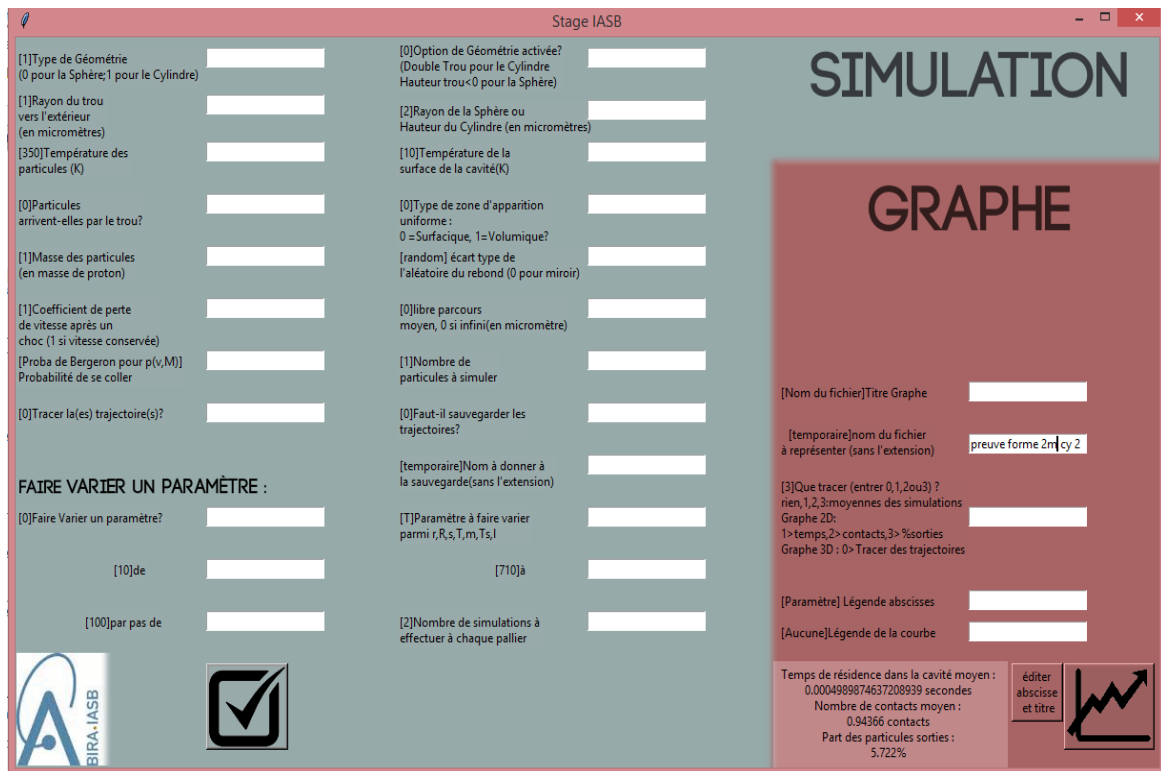 Stage IASB
[1]Type de Géométrie
(0 pour la Sphère;1 pour le Cylindre)
[0]Option de Géométrie activée?
(Double Trou pour le Cylindre
Hauteur trou<0 pour la Sphère)
[1]Rayon du trou
vers l'extérieur
(en micromètres)
[2]Rayon de la Sphère ou
Hauteur du Cylindre (en micromètres)
[350]Température des
particules (K)
[10]Température de la
surface de la cavité(K)
[0]Particules
arrivent-elles par le trou?
[0]Type de zone d'apparition
uniforme :
0 =Surfacique, 1=Volumique?
[1]Masse des particules
(en masse de proton)
[random] écart type de
l'aléatoire du rebond (0 pour miroir)
[1]Coefficient de perte
de vitesse après un
choc (1 si vitesse conservée)
[0]libre parcours
moyen, 0 si infini(en micromètre)
[Proba de Bergeron pour p(v,M)]
Probabilité de se coller
[1]Nombre de
particules à simuler
[0]Tracer la(es) trajectoire(s)?
[0]Faut-il sauvegarder les
trajectoires?
[temporaire]Nom à donner à
la sauvegarde(sans l'extension)
FAIRE VARIER UN PARAMÈTRE :
[0]Faire Varier un paramètre?
[T]Paramètre à faire varier
parmi r,R,s,T,m,Ts,l
[10]de
[710]à
[100]par pas de
[2]Nombre de simulations à
effectuer à chaque pallier
BIRA-IASB
SIMULATION
GRAPHE
[Nom du fichier]Titre Graphe
[temporaire]nom du fichier
à représenter (sans l'extension)
preuve forme 2m cy 2
[3]Que tracer (entrer 0,1,2ou3) ?
rien,1,2,3:moyennes des simulations
Graphe 2D:
1>temps,2>contacts,3>%sorties
Graphe 3D : 0>Tracer des trajectoires
[Paramètre] Légende abscisses
[Aucune]Légende de la courbe
Temps de résidence dans la cavité moyen :
0.0004989874637208939 secondes
Nombre de contacts moyen :
0.94366 contacts
Part des particules sorties :
5.722%
éditer
abscisse
et titre